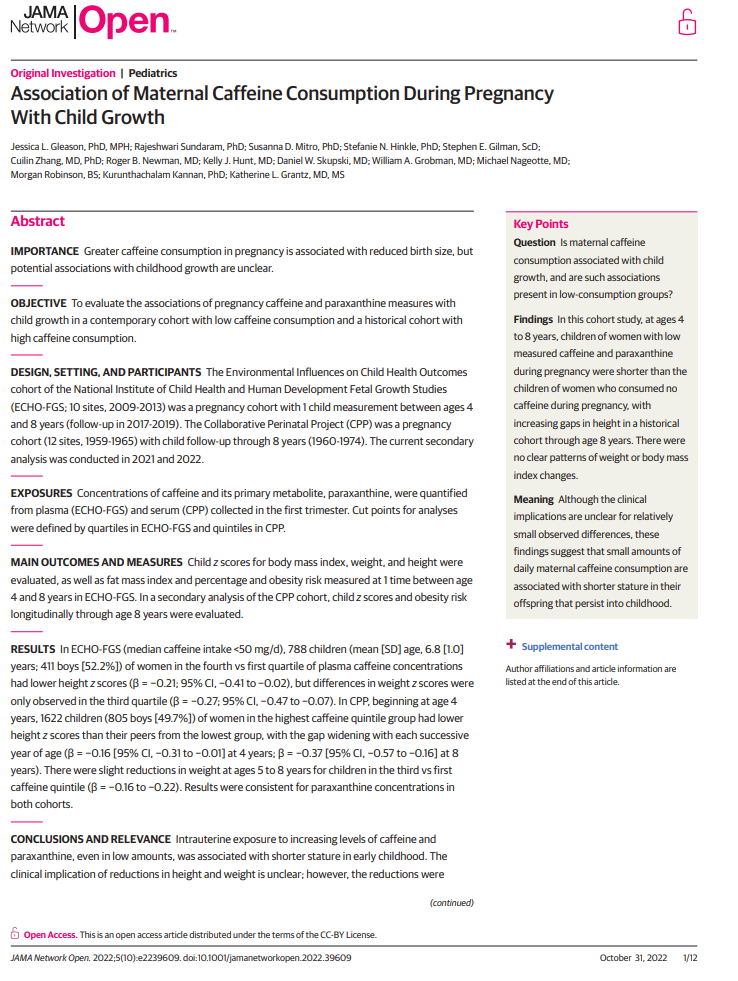 JAMA
Network | Open™
Original Investigation | Pediatrics
Association of Maternal Caffeine Consumption During Pregnancy
With Child Growth
Jessica L. Gleason, PhD, MPH; Rajeshwari Sundaram, PhD; Susanna D. Mitro, PhD; Stefanie N. Hinkle, PhD; Stephen E. Gilman, ScD;
Cuilin Zhang, MD, PhD; Roger B. Newman, MD; Kelly J. Hunt, MD; Daniel W. Skupski, MD; William A. Grobman, MD; Michael Nageotte, MD;
Morgan Robinson, BS; Kurunthachalam Kannan, PhD; Katherine L. Grantz, MD, MS
Abstract
IMPORTANCE Greater caffeine consumption in pregnancy is associated with reduced birth size, but
potential associations with childhood growth are unclear.
OBJECTIVE To evaluate the associations of pregnancy caffeine and paraxanthine measures with
child growth in a contemporary cohort with low caffeine consumption and a historical cohort with
high caffeine consumption.
DESIGN, SETTING, AND PARTICIPANTS The Environmental Influences on Child Health Outcomes
cohort of the National Institute of Child Health and Human Development Fetal Growth Studies
(ECHO-FGS; 10 sites, 2009-2013) was a pregnancy cohort with 1 child measurement between ages 4
and 8 years (follow-up in 2017-2019). The Collaborative Perinatal Project (CPP) was a pregnancy
cohort (12 sites, 1959-1965) with child follow-up through 8 years (1960-1974). The current secondary
analysis was conducted in 2021 and 2022.
EXPOSURES Concentrations of caffeine and its primary metabolite, paraxanthine, were quantified
from plasma (ECHO-FGS) and serum (CPP) collected in the first trimester. Cut points for analyses
were defined by quartiles in ECHO-FGS and quintiles in CPP.
MAIN OUTCOMES AND MEASURES Child z scores for body mass index, weight, and height were
evaluated, as well as fat mass index and percentage and obesity risk measured at 1 time between age
4 and 8 years in ECHO-FGS. In a secondary analysis of the CPP cohort, child z scores and obesity risk
longitudinally through age 8 years were evaluated.
RESULTS In ECHO-FGS (median caffeine intake <50 mg/d), 788 children (mean [SD] age, 6.8 [1.0]
years; 411 boys [52.2%]) of women in the fourth vs first quartile of plasma caffeine concentrations
had lower height z scores (β = −0.21; 95% CI, −0.41 to −0.02), but differences in weight z scores were
only observed in the third quartile (β = −0.27; 95% CI, −0.47 to −0.07). In CPP, beginning at age 4
years, 1622 children (805 boys [49.7%]) of women in the highest caffeine quintile group had lower
height z scores than their peers from the lowest group, with the gap widening with each successive
year of age (β = −0.16 [95% CI, −0.31 to −0.01] at 4 years; β = −0.37 [95% CI, −0.57 to −0.16] at 8
years). There were slight reductions in weight at ages 5 to 8 years for children in the third vs first
caffeine quintile (β = −0.16 to −0.22). Results were consistent for paraxanthine concentrations in
both cohorts.
CONCLUSIONS AND RELEVANCE Intrauterine exposure to increasing levels of caffeine and
paraxanthine, even in low amounts, was associated with shorter stature in early childhood. The
clinical implication of reductions in height and weight is unclear; however, the reductions were
(continued)
Key Points
Question Is maternal caffeine
consumption associated with child
growth, and are such associations
present in low-consumption groups?
Findings In this cohort study, at ages 4
to 8 years, children of women with low
measured caffeine and paraxanthine
during pregnancy were shorter than the
children of women who consumed no
caffeine during pregnancy, with
increasing gaps in height in a historical
cohort through age 8 years. There were
no clear patterns of weight or body mass
index changes.
Meaning Although the clinical
implications are unclear for relatively
small observed differences, these
findings suggest that small amounts of
daily maternal caffeine consumption are
associated with shorter stature in their
offspring that persist into childhood.
+ Supplemental content
Author affiliations and article information are
listed at the end of this article.
Open Access. This is an open access article distributed under the terms of the CC-BY License.
JAMA Network Open. 2022;5(10):e2239609. doi:10.1001/jamanetworkopen.2022.39609
October 31, 2022 1/12